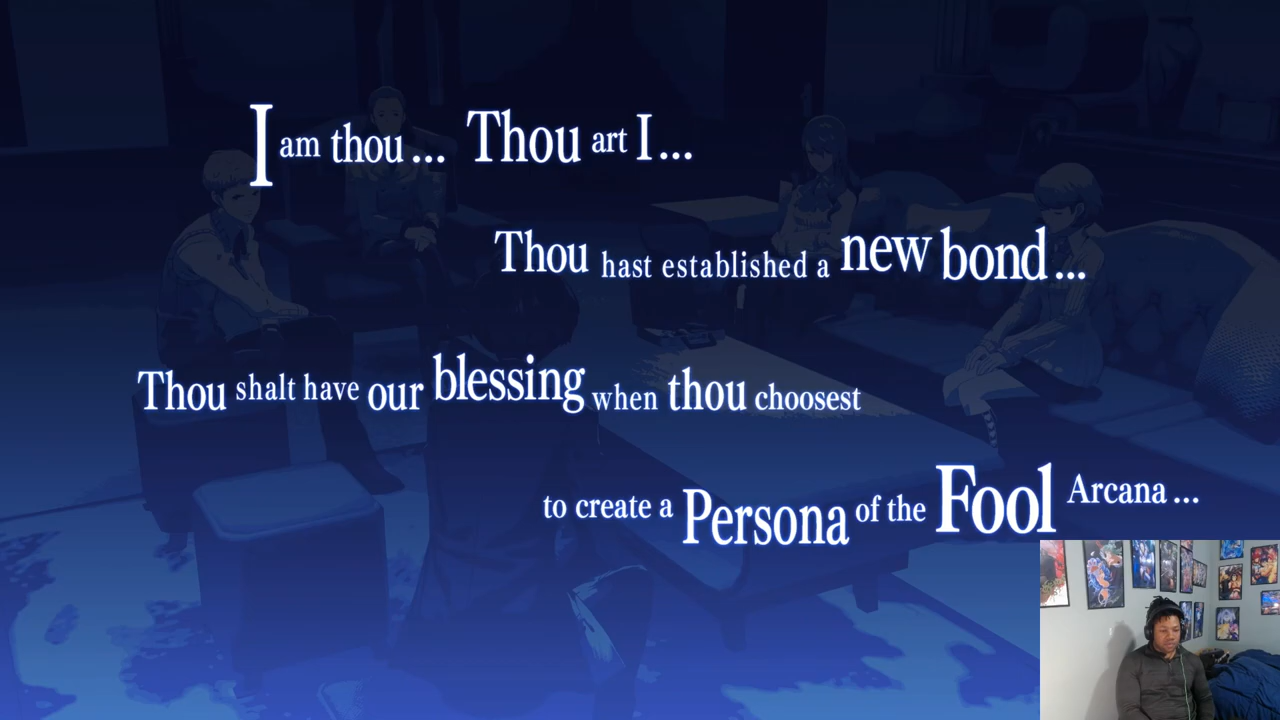 I am thou... Thou art I...
Thou hast established a new bond...
Thou shalt have our blessing when thou choosest
to create a Persona of the Fool Arcana...